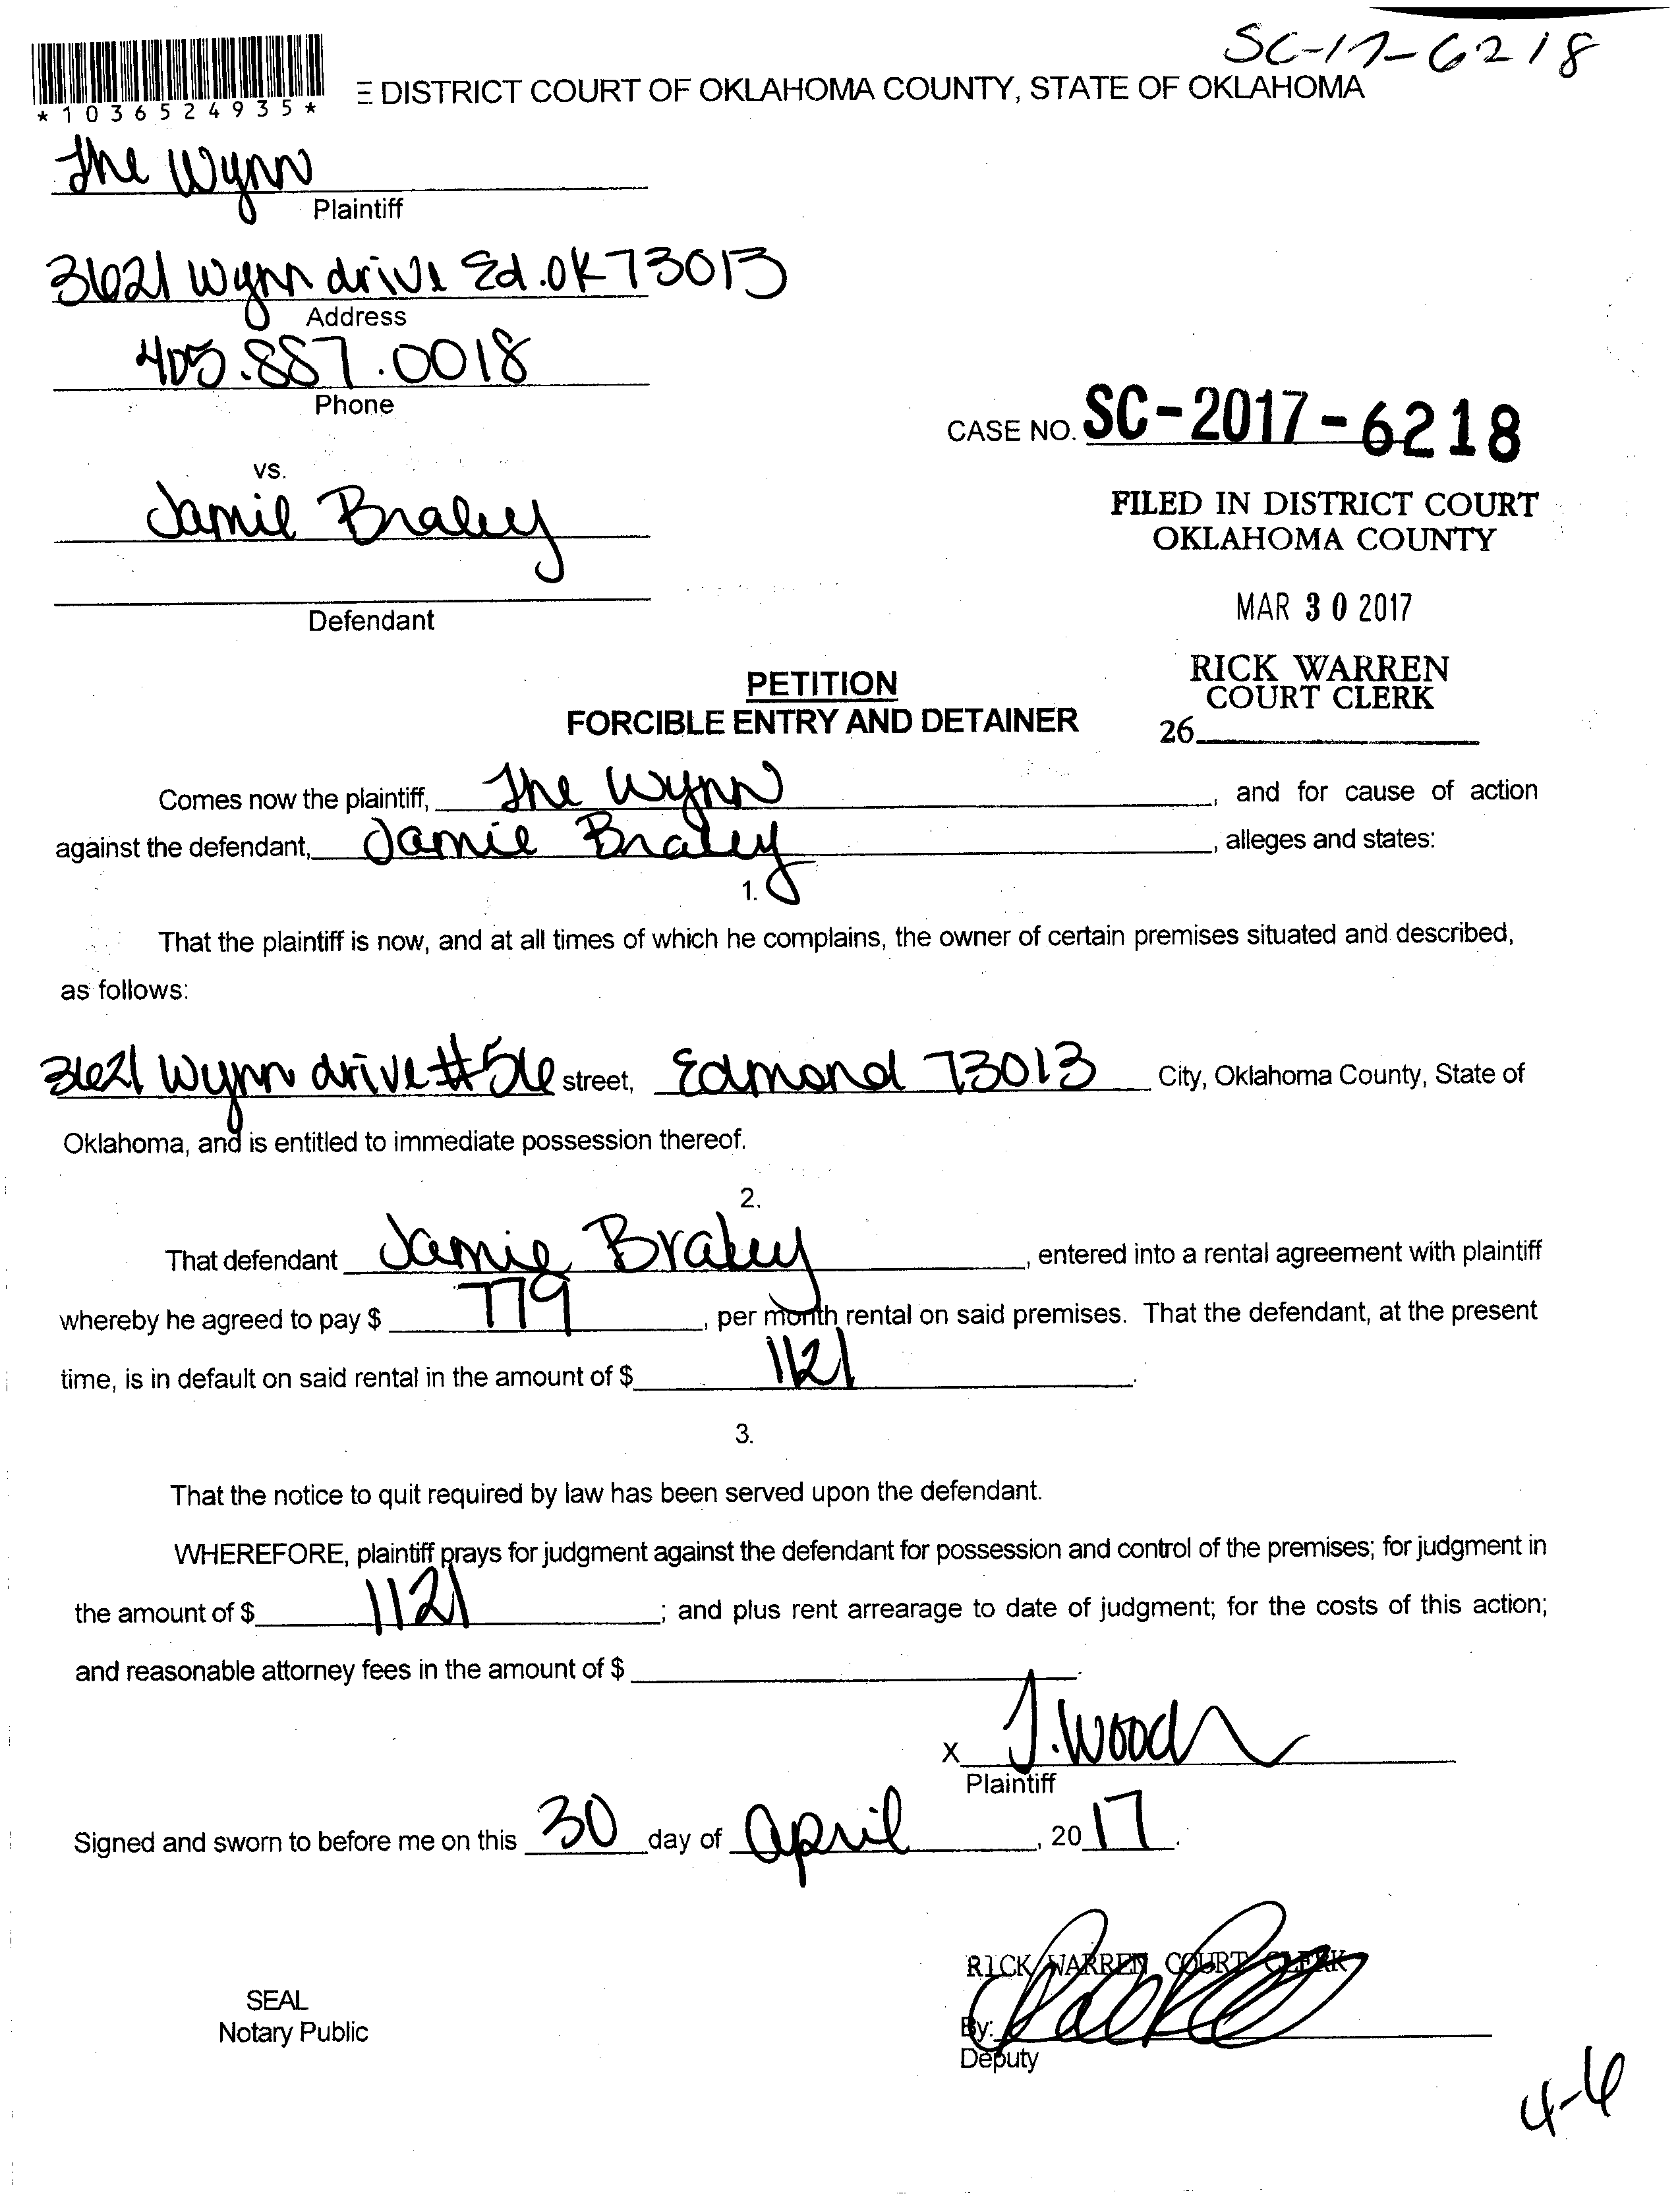 SC-17-6218
*1036524935*
E DISTRICT COURT OF OKLAHOMA COUNTY, STATE OF OKLAHOMA
The Wynn
Plaintiff
3621 Wynn drive Ed. OK 73013
Address
405.887.0018
Phone
CASE NO. SC-2017-6218
vs.
Jamie Braley
FILED IN DISTRICT COURT
OKLAHOMA COUNTY
Defendant
MAR 30 2017
RICK WARREN
COURT CLERK
26
PETITION
FORCIBLE ENTRY AND DETAINER
Comes now the plaintiff, The Wynn, and for cause of action
against the defendant, Jamie Braley, alleges and states:
1.
That the plaintiff is now, and at all times of which he complains, the owner of certain premises situated and described,
as follows:
3621 Wynn drive #56 street, Edmond 73013 City, Oklahoma County, State of
Oklahoma, and is entitled to immediate possession thereof.
2.
That defendant Jamie Braley, entered into a rental agreement with plaintiff
whereby he agreed to pay $ 779, per month rental on said premises. That the defendant, at the present
time, is in default on said rental in the amount of $ 1121.
3.
That the notice to quit required by law has been served upon the defendant.
WHEREFORE, plaintiff prays for judgment against the defendant for possession and control of the premises; for judgment in
the amount of $ 1121; and plus rent arrearage to date of judgment; for the costs of this action;
and reasonable attorney fees in the amount of $ .
X J. Woods
Plaintiff
Signed and sworn to before me on this 30 day of April, 2017.
RICK WARREN COURT CLERK
SEAL
Notary Public
By:
Deputy
4-6